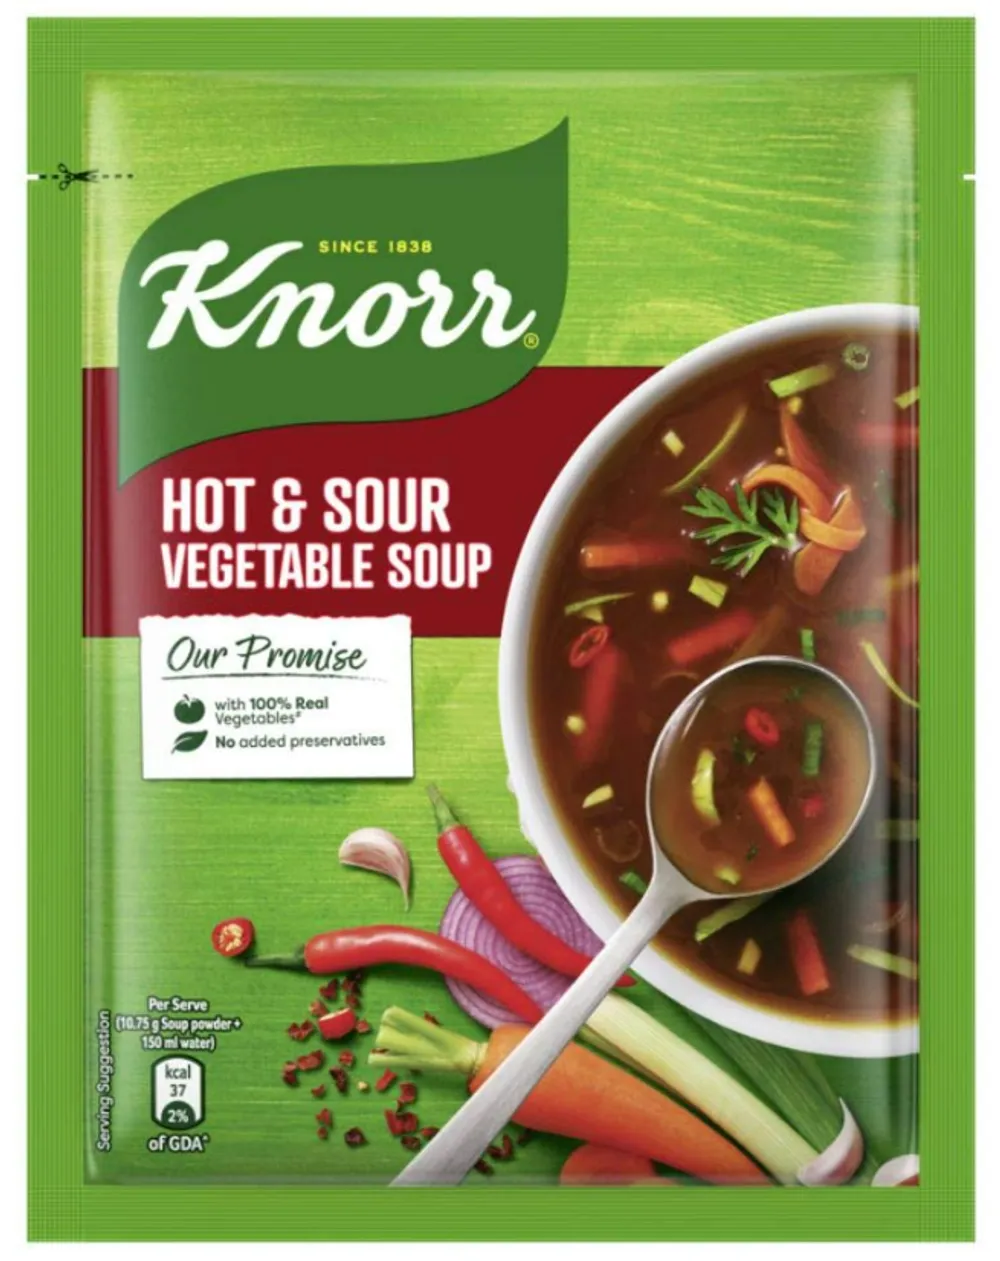 SINCE 1838
Knorr®
HOT & SOUR
VEGETABLE SOUP
Our Promise
with 100% Real
Vegetables#
No added preservatives
Per Serve
(10.75 g Soup powder+
150 ml water)
kcal
37
2%
of GDA*
Serving Suggestion